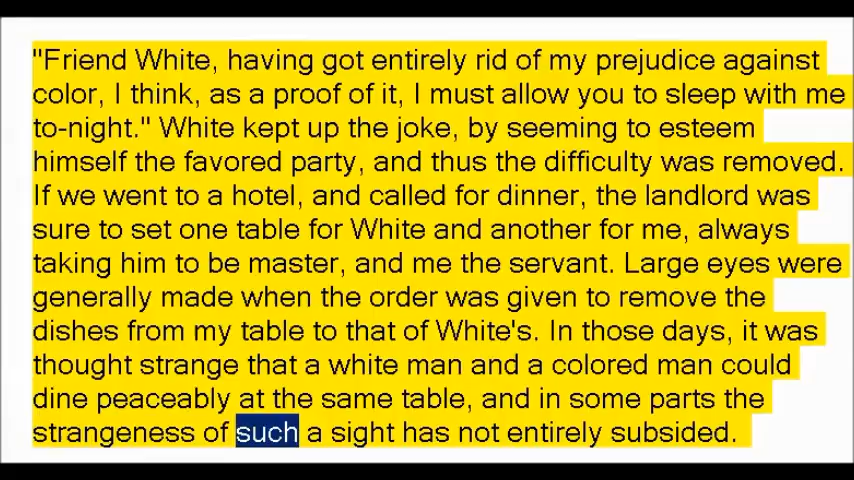 "Friend White, having got entirely rid of my prejudice against
color, I think, as a proof of it, I must allow you to sleep with me
to-night." White kept up the joke, by seeming to esteem
himself the favored party, and thus the difficulty was removed.
If we went to a hotel, and called for dinner, the landlord was
sure to set one table for White and another for me, always
taking him to be master, and me the servant. Large eyes were
generally made when the order was given to remove the
dishes from my table to that of White's. In those days, it was
thought strange that a white man and a colored man could
dine peaceably at the same table, and in some parts the
strangeness of such a sight has not entirely subsided.